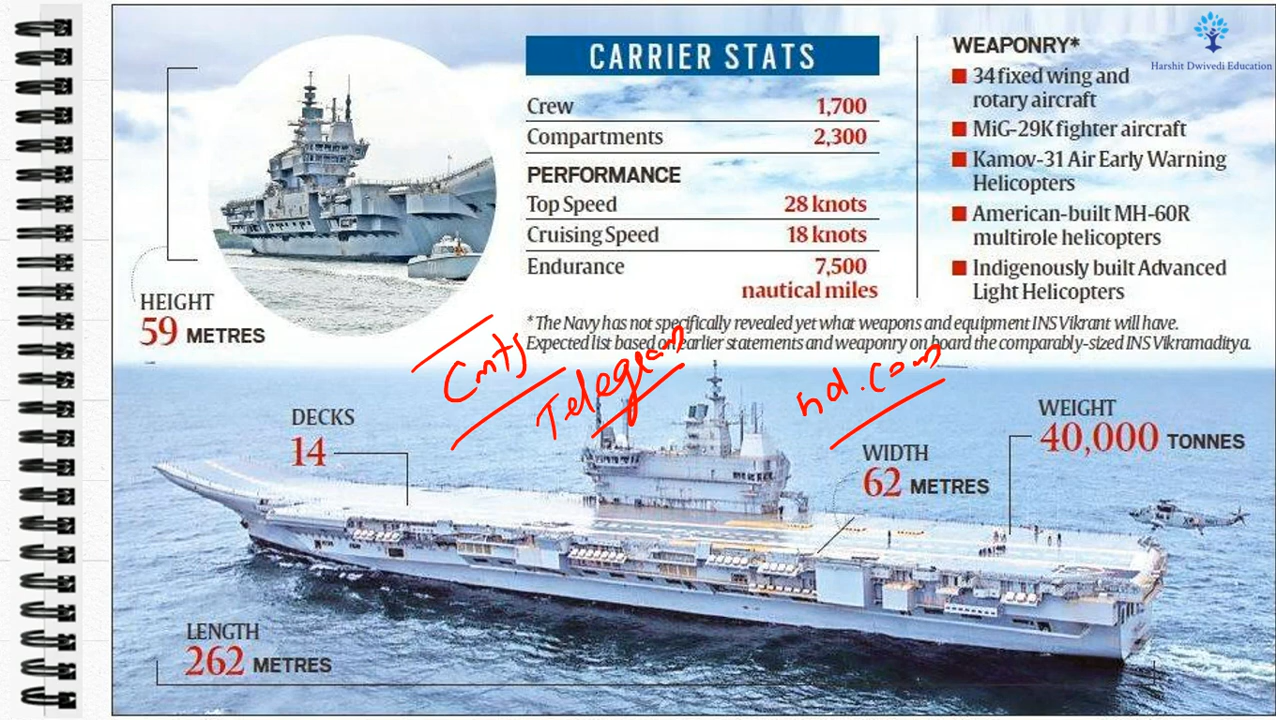 Harshit Dwivedi Education
CARRIER STATS
Crew 1,700
Compartments 2,300
PERFORMANCE
Top Speed 28 knots
Cruising Speed 18 knots
Endurance 7,500
nautical miles
WEAPONRY*
34 fixed wing and
rotary aircraft
MiG-29K fighter aircraft
Kamov-31 Air Early Warning
Helicopters
American-built MH-60R
multirole helicopters
Indigenously built Advanced
Light Helicopters
* The Navy has not specifically revealed yet what weapons and equipment INS Vikrant will have.
Expected list based on earlier statements and weaponry on board the comparably-sized INS Vikramaditya.
HEIGHT
59 METRES
Cmts
Telegram
hd.com
DECKS
14
WIDTH
62 METRES
WEIGHT
40,000 TONNES
LENGTH
262 METRES